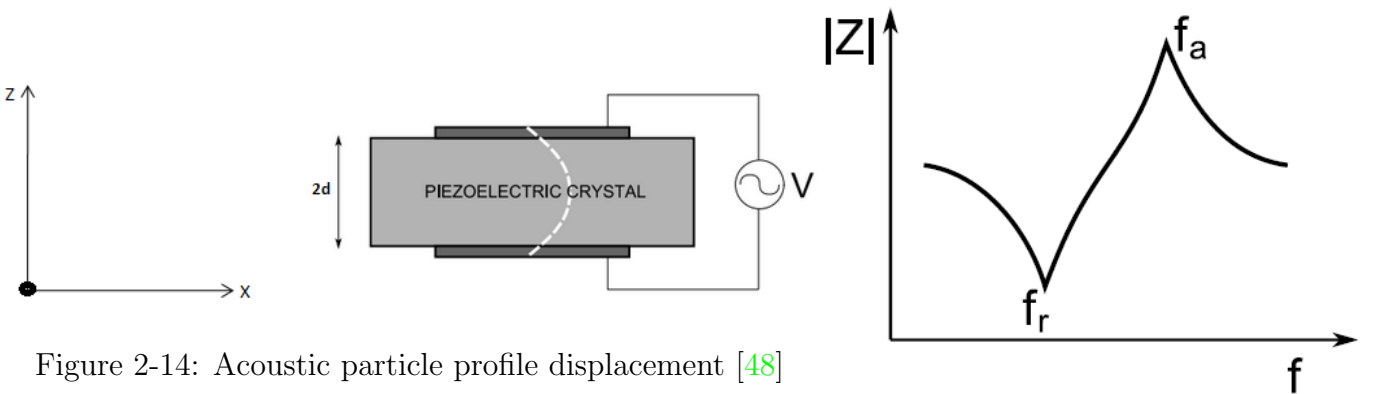 z
2d
PIEZOELECTRIC CRYSTAL
V
x
Figure 2-14: Acoustic particle profile displacement [48]
|Z|
fa
fr
f